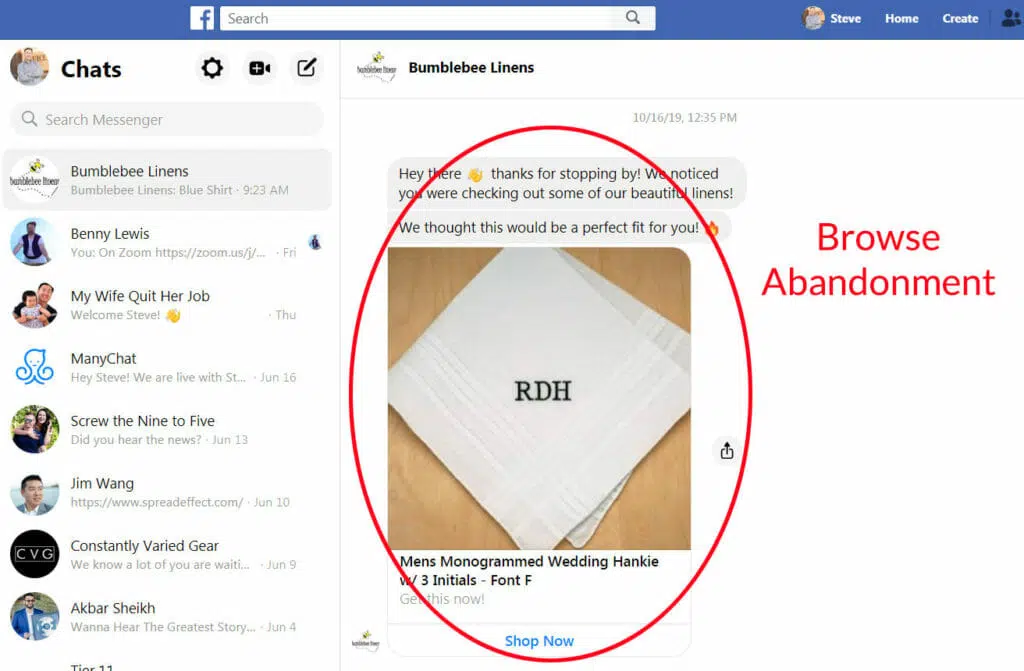 Search
Steve
Home
Create
Chats
Search Messenger
Bumblebee Linens
Bumblebee Linens: Blue Shirt · 9:23 AM
Benny Lewis
You: On Zoom https://zoom.us/j/... · Fri
My Wife Quit Her Job
Welcome Steve! 👋 · Thu
ManyChat
Hey Steve! We are live with St... · Jun 16
Screw the Nine to Five
Did you hear the news? · Jun 13
Jim Wang
https://www.spreadeffect.com/ · Jun 10
Constantly Varied Gear
We know a lot of you are waiti... · Jun 9
CVG
Akbar Sheikh
Wanna Hear The Greatest Story... · Jun 4
Tier 11
bumblebee linens
Bumblebee Linens
10/16/19, 12:35 PM
Hey there 👋 thanks for stopping by! We noticed
you were checking out some of our beautiful linens!
We thought this would be a perfect fit for you! 🔥
RDH
Mens Monogrammed Wedding Hankie
w/ 3 Initials - Font F
Get this now!
Shop Now
Browse
Abandonment